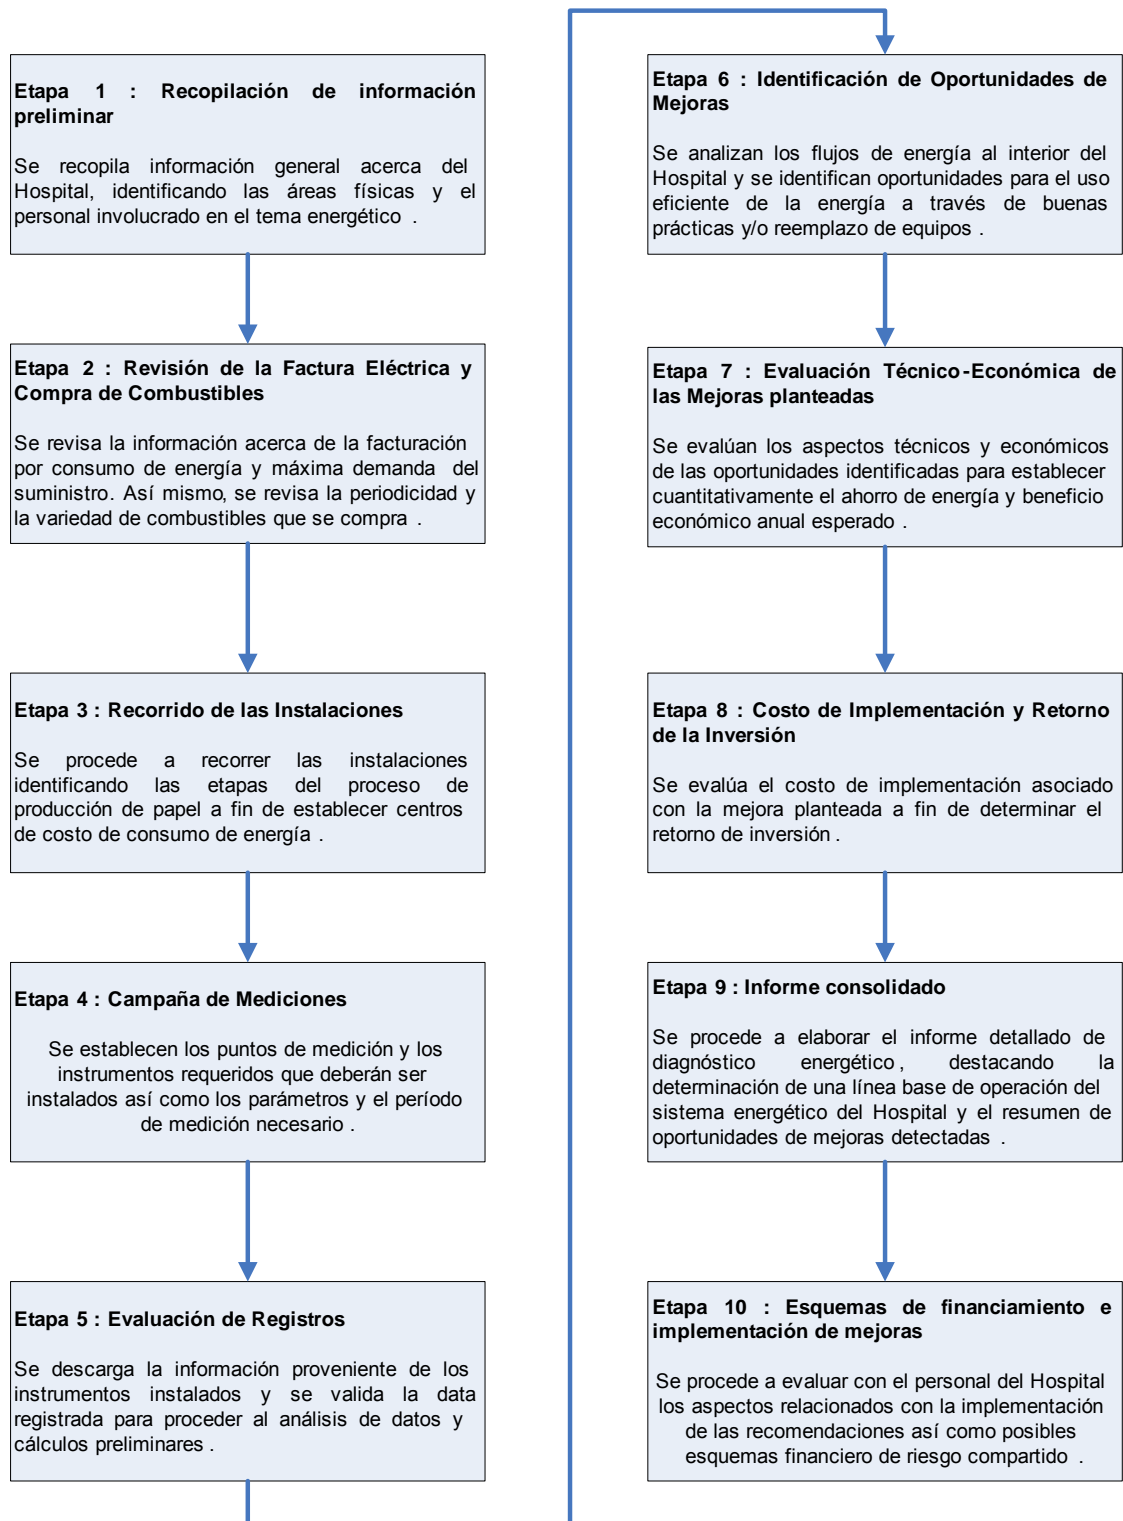 Etapa 1 : Recopilación de información
preliminar
Se recopila información general acerca del
Hospital, identificando las áreas físicas y el
personal involucrado en el tema energético .
Etapa 2 : Revisión de la Factura Eléctrica y
Compra de Combustibles
Se revisa la información acerca de la facturación
por consumo de energía y máxima demanda del
suministro. Así mismo, se revisa la periodicidad y
la variedad de combustibles que se compra .
Etapa 3 : Recorrido de las Instalaciones
Se procede a recorrer las instalaciones
identificando las etapas del proceso de
producción de papel a fin de establecer centros
de costo de consumo de energía .
Etapa 4 : Campaña de Mediciones
Se establecen los puntos de medición y los
instrumentos requeridos que deberán ser
instalados así como los parámetros y el período
de medición necesario .
Etapa 5 : Evaluación de Registros
Se descarga la información proveniente de los
instrumentos instalados y se valida la data
registrada para proceder al análisis de datos y
cálculos preliminares .
Etapa 6 : Identificación de Oportunidades de
Mejoras
Se analizan los flujos de energía al interior del
Hospital y se identifican oportunidades para el uso
eficiente de la energía a través de buenas
prácticas y/o reemplazo de equipos .
Etapa 7 : Evaluación Técnico-Económica de
las Mejoras planteadas
Se evalúan los aspectos técnicos y económicos
de las oportunidades identificadas para establecer
cuantitativamente el ahorro de energía y beneficio
económico anual esperado .
Etapa 8 : Costo de Implementación y Retorno
de la Inversión
Se evalúa el costo de implementación asociado
con la mejora planteada a fin de determinar el
retorno de inversión .
Etapa 9 : Informe consolidado
Se procede a elaborar el informe detallado de
diagnóstico energético , destacando la
determinación de una línea base de operación del
sistema energético del Hospital y el resumen de
oportunidades de mejoras detectadas .
Etapa 10 : Esquemas de financiamiento e
implementación de mejoras
Se procede a evaluar con el personal del Hospital
los aspectos relacionados con la implementación
de las recomendaciones así como posibles
esquemas financiero de riesgo compartido .